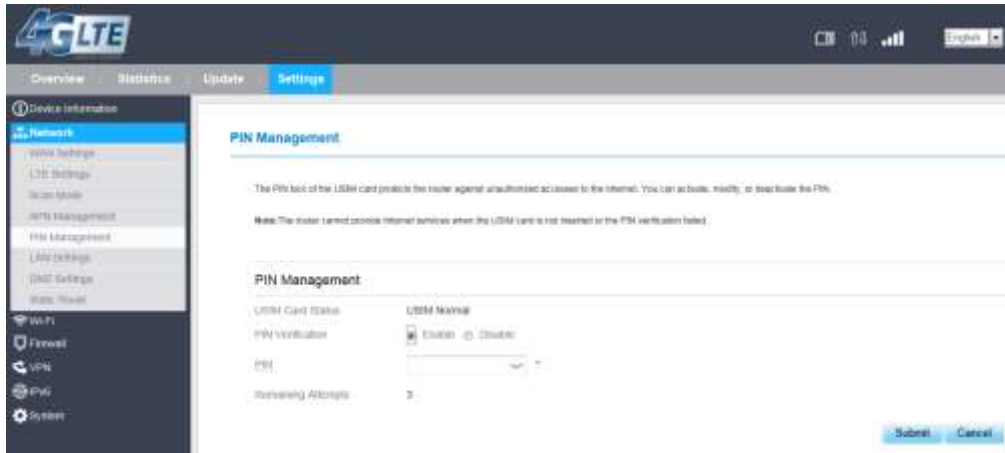 4G LTE
English
Overview Statistics Update Settings
Device Information
Network
WAN Settings
LTE Settings
Scan Mode
APN Management
PIN Management
LAN Settings
DMZ Settings
Static Route
Wi-Fi
Firewall
VPN
IPv6
System
PIN Management
The PIN lock of the USIM card protects the router against unauthorized accesses to the internet. You can activate, modify, or deactivate the PIN.
Note: The router cannot provide Internet services when the USIM card is not inserted or the PIN verification failed.
PIN Management
USIM Card Status USIM Normal
PIN Verification Enable Disable
PIN *
Remaining Attempts 3
Submit Cancel